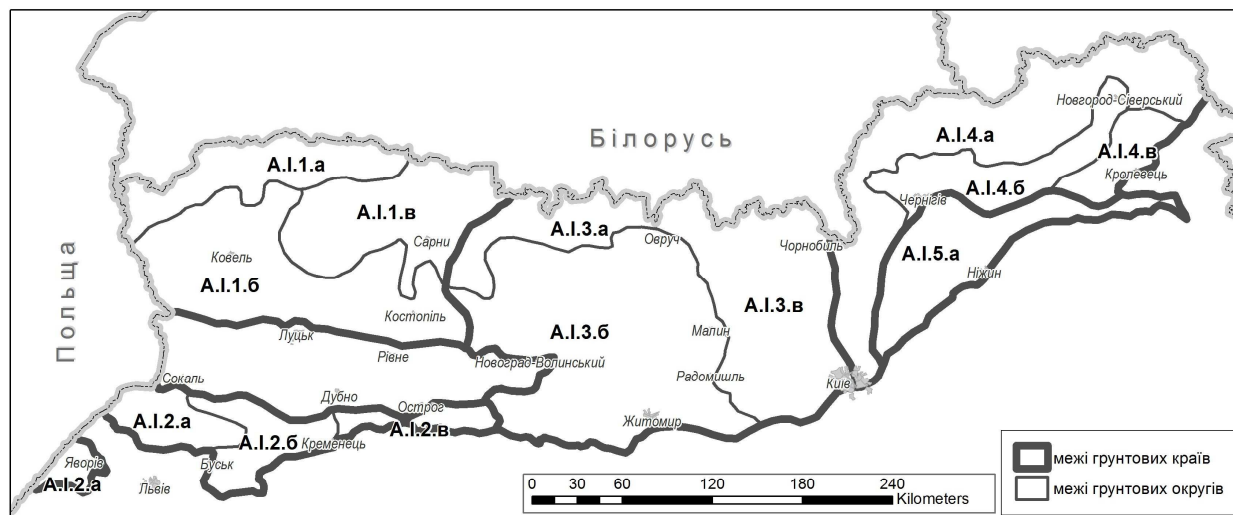 Новгород-Сіверський
А.І.4.а
Білорусь
А.І.4.в
Кролевець
А.І.1.а
А.І.4.б
Чернігів
А.І.1.в
А.І.3.а
Сарни
Овруч
Чорнобиль
А.І.5.а
Ковель
Ніжин
А.І.1.б
А.І.3.в
Польща
Костопіль
А.І.3.б
Луцьк
Малин
Рівне
Новоград-Волинський
Радомишль
Київ
Сокаль
Дубно
Острог
А.І.2.а
Житомир
А.І.2.в
А.І.2.б
Кременець
Яворів
Буськ
А.І.2.а
Львів
межі грунтових країв
межі грунтових округів
0 15 30 60 120 180 240
Kilometers